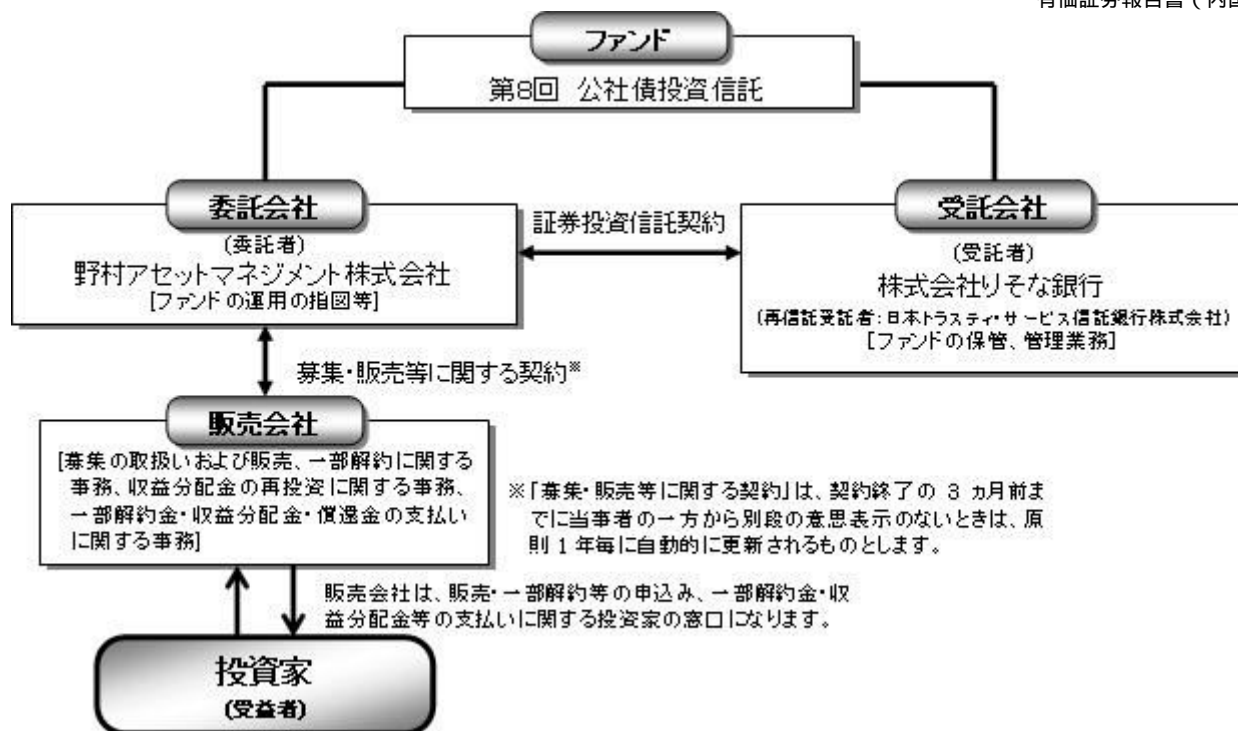 有価証券報告書(内国
ファンド
第8回 公社債投資信託
委託会社
(委託者)
野村アセットマネジメント株式会社
[ファンドの運用の指図等]
証券投資信託契約
受託会社
(受託者)
株式会社りそな銀行
(再信託受託者:日本トラスティ・サービス信託銀行株式会社)
[ファンドの保管、管理業務]
募集・販売等に関する契約※
販売会社
[募集の取扱いおよび販売、一部解約に関する
事務、収益分配金の再投資に関する事務、
一部解約金・収益分配金・償還金の支払い
に関する事務]
※「募集・販売等に関する契約」は、契約終了の 3 ヵ月前ま
でに当事者の一方から別段の意思表示のないときは、原
則 1 年毎に自動的に更新されるものとします。
販売会社は、販売・一部解約等の申込み、一部解約金・収
益分配金等の支払いに関する投資家の窓口になります。
投資家
(受益者)